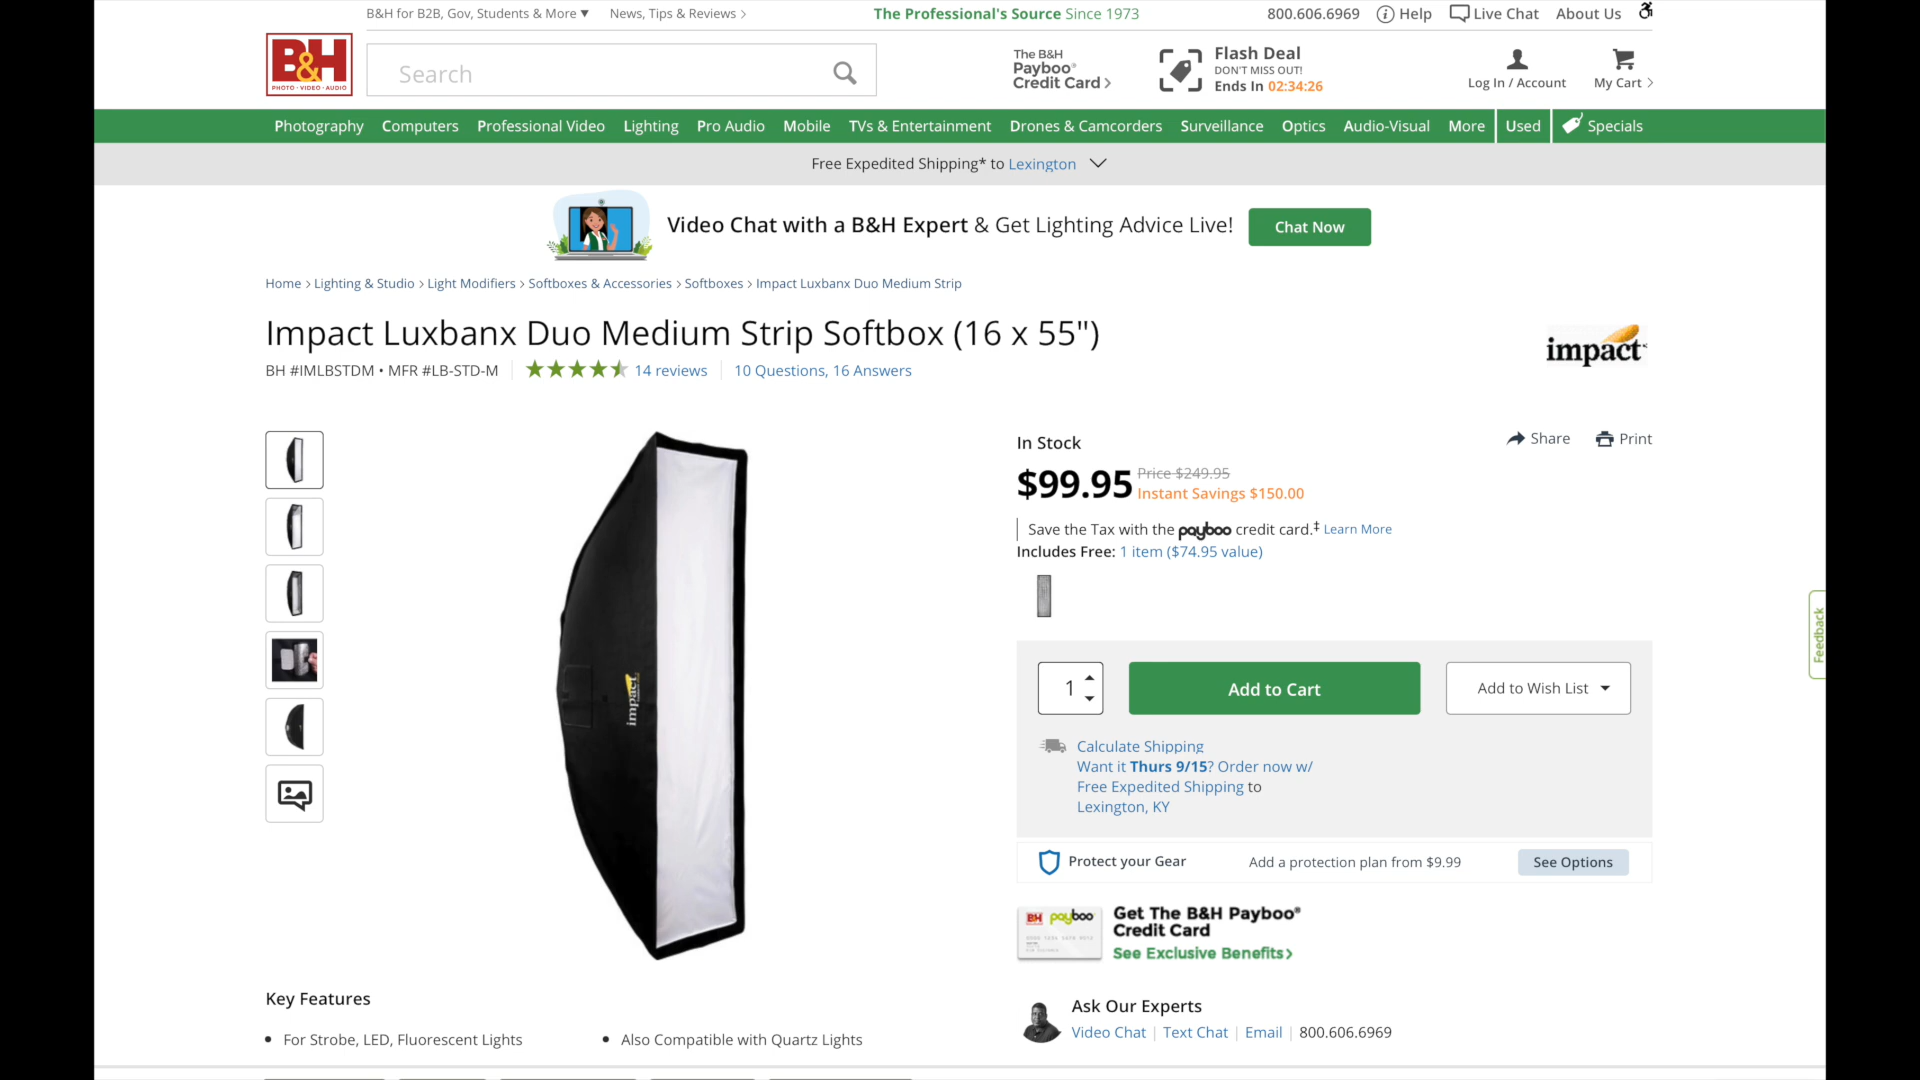 B&H for B2B, Gov, Students & More ▼ News, Tips & Reviews > The Professional's Source Since 1973 800.606.6969 Help Live Chat About Us
B&H
PHOTO · VIDEO · AUDIO
Search
The B&H
Payboo®
Credit Card >
Flash Deal
DON'T MISS OUT!
Ends In 02:34:26
Log In / Account
My Cart >
Photography Computers Professional Video Lighting Pro Audio Mobile TVs & Entertainment Drones & Camcorders Surveillance Optics Audio-Visual More Used Specials
Free Expedited Shipping* to Lexington
Video Chat with a B&H Expert & Get Lighting Advice Live! Chat Now
Home > Lighting & Studio > Light Modifiers > Softboxes & Accessories > Softboxes > Impact Luxbanx Duo Medium Strip
Impact Luxbanx Duo Medium Strip Softbox (16 x 55")
impact
BH #IMLBSTDM • MFR #LB-STD-M 14 reviews 10 Questions, 16 Answers
impact
In Stock
Share Print
$99.95 Price $249.95
Instant Savings $150.00
Save the Tax with the payboo credit card.‡ Learn More
Includes Free: 1 item ($74.95 value)
1 Add to Cart Add to Wish List
Calculate Shipping
Want it Thurs 9/15? Order now w/
Free Expedited Shipping to
Lexington, KY
Protect your Gear Add a protection plan from $9.99 See Options
BH payboo
Get The B&H Payboo®
Credit Card
See Exclusive Benefits>
Ask Our Experts
Video Chat | Text Chat | Email | 800.606.6969
Key Features
• For Strobe, LED, Fluorescent Lights
• Also Compatible with Quartz Lights
Feedback